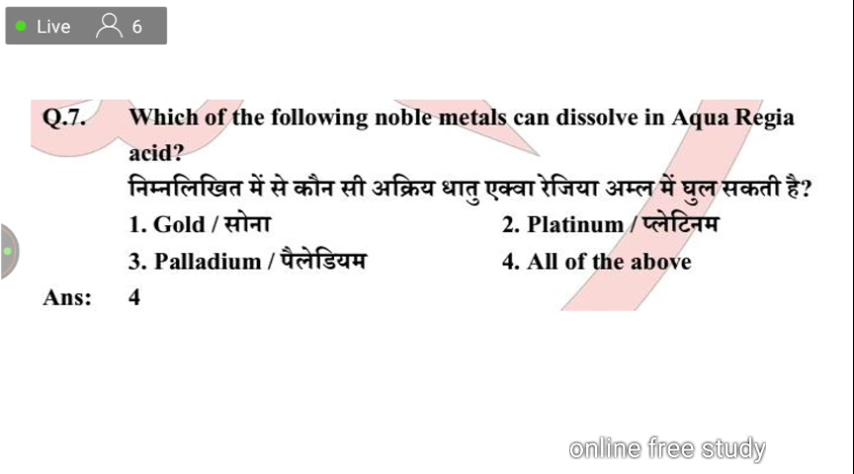 Live 6
Q.7. Which of the following noble metals can dissolve in Aqua Regia
acid?
निम्नलिखित में से कौन सी अक्रिय धातु एक्वा रेजिया अम्ल में घुल सकती है?
1. Gold / सोना 2. Platinum / प्लेटिनम
3. Palladium / पैलेडियम 4. All of the above
Ans: 4
online free study